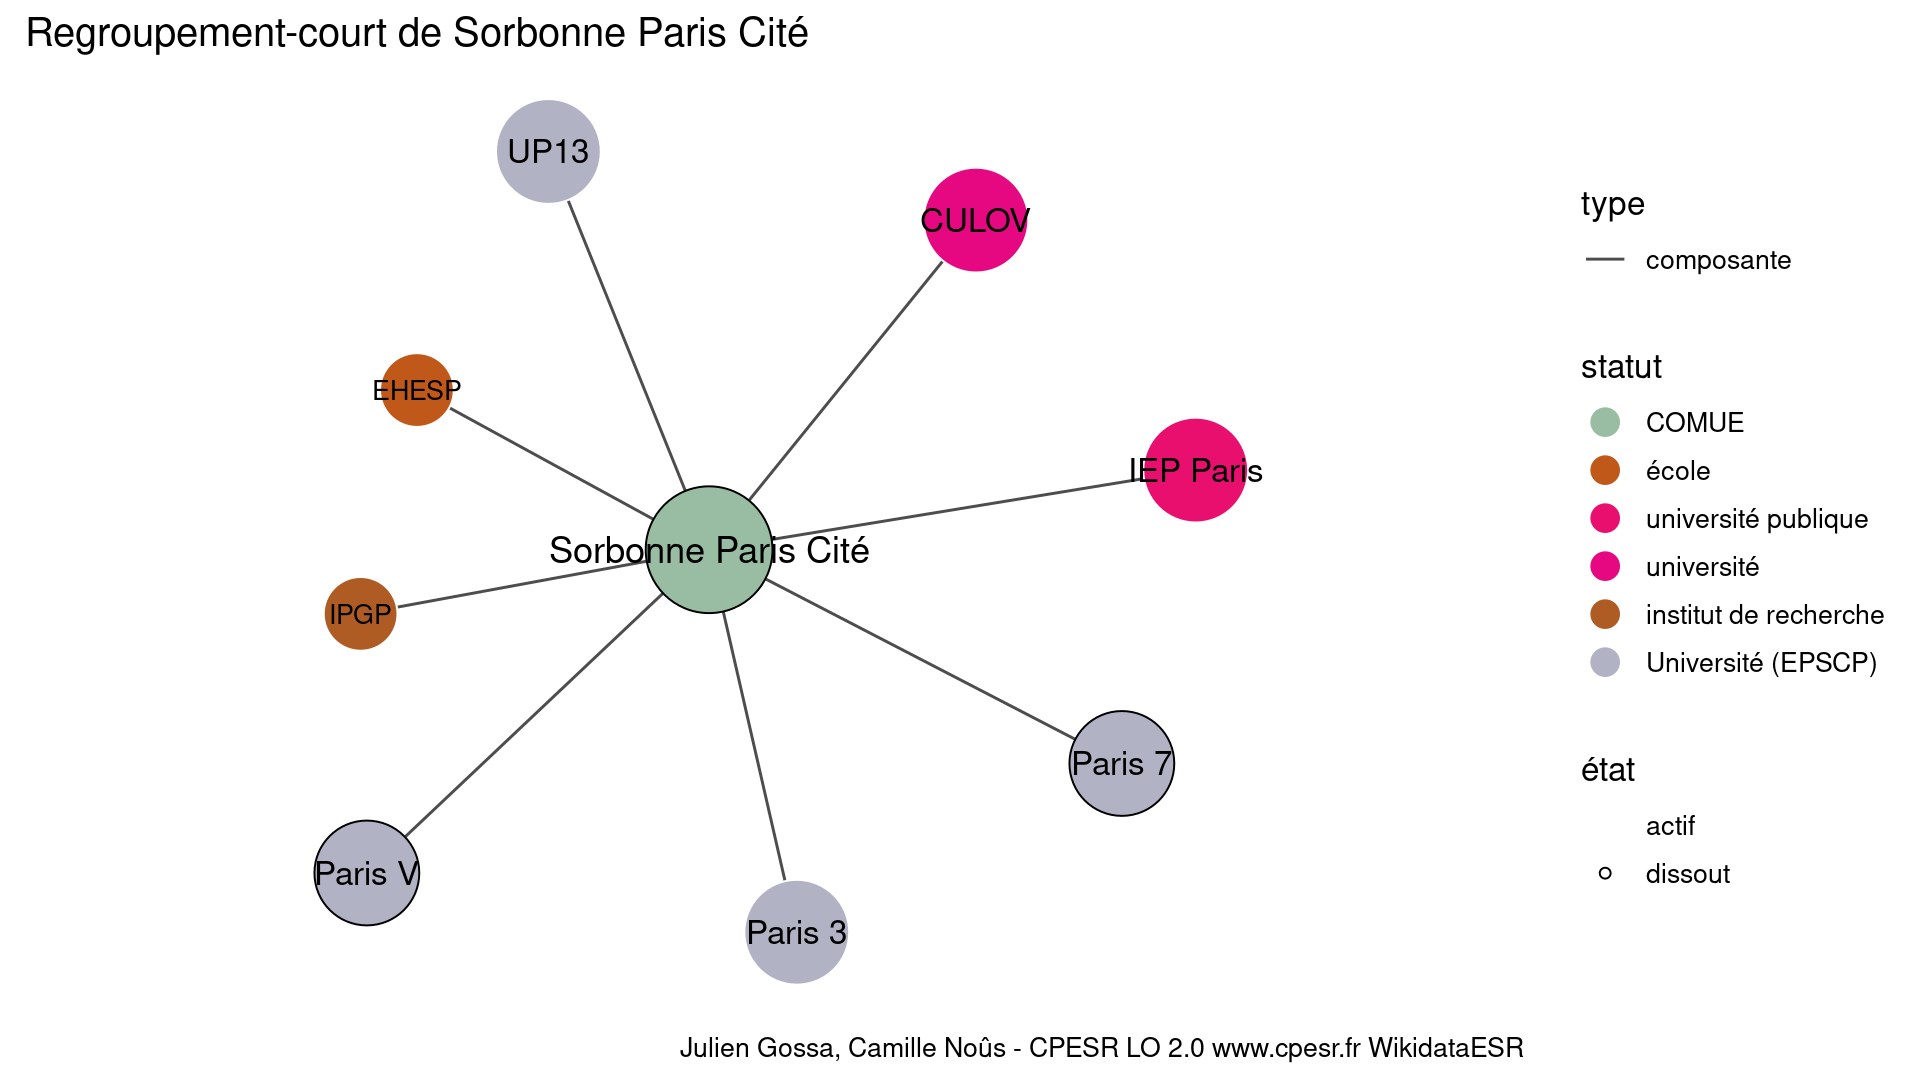 Regroupement-court de Sorbonne Paris Cité
UP13
CULOV
EHESP
IEP Paris
Sorbonne Paris Cité
IPGP
Paris 7
Paris V
Paris 3
type
composante
statut
COMUE
école
université publique
université
institut de recherche
Université (EPSCP)
état
actif
dissout
Julien Gossa, Camille Noûs - CPESR LO 2.0 www.cpesr.fr WikidataESR